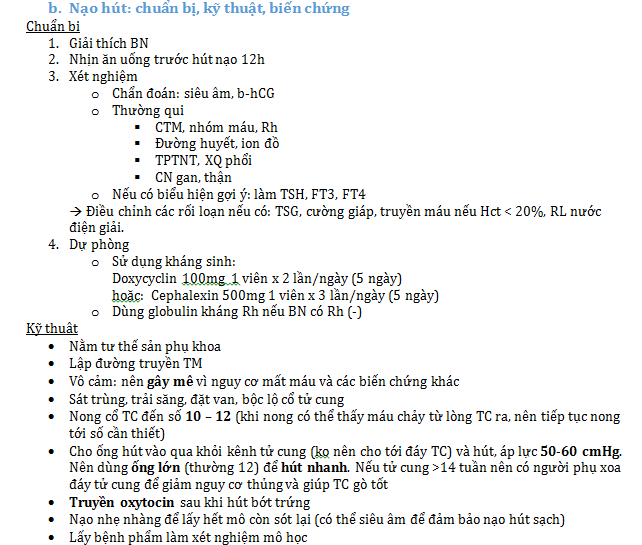 b. Nạo hút: chuẩn bị, kỹ thuật, biến chứng
Chuẩn bị
1. Giải thích BN
2. Nhịn ăn uống trước hút nạo 12h
3. Xét nghiệm
o Chẩn đoán: siêu âm, b-hCG
o Thường qui
▪ CTM, nhóm máu, Rh
▪ Đường huyết, ion đồ
▪ TPTNT, XQ phổi
▪ CN gan, thận
o Nếu có biểu hiện gợi ý: làm TSH, FT3, FT4
→ Điều chỉnh các rối loạn nếu có: TSG, cường giáp, truyền máu nếu Hct < 20%, RL nước
điện giải.
4. Dự phòng
o Sử dụng kháng sinh:
Doxycyclin 100mg 1 viên x 2 lần/ngày (5 ngày)
hoặc: Cephalexin 500mg 1 viên x 3 lần/ngày (5 ngày)
o Dùng globulin kháng Rh nếu BN có Rh (-)
Kỹ thuât
• Nằm tư thế sản phụ khoa
• Lập đường truyền TM
• Vô cảm: nên gây mê vì nguy cơ mất máu và các biến chứng khác
• Sát trùng, trải săng, đặt van, bộc lộ cổ tử cung
• Nong cổ TC đến số 10 – 12 (khi nong có thể thấy máu chảy từ lòng TC ra, nên tiếp tục nong
tới số cần thiết)
• Cho ống hút vào qua khỏi kênh tử cung (ko nên cho tới đáy TC) và hút, áp lực 50-60 cmHg.
Nên dùng ống lớn (thường 12) để hút nhanh. Nếu tử cung >14 tuần nên có người phụ xoa
đáy tử cung để giảm nguy cơ thủng và giúp TC gò tốt
• Truyền oxytocin sau khi hút bớt trứng
• Nạo nhẹ nhàng để lấy hết mô còn sót lại (có thể siêu âm để đảm bảo nạo hút sạch)
• Lấy bệnh phẩm làm xét nghiệm mô học